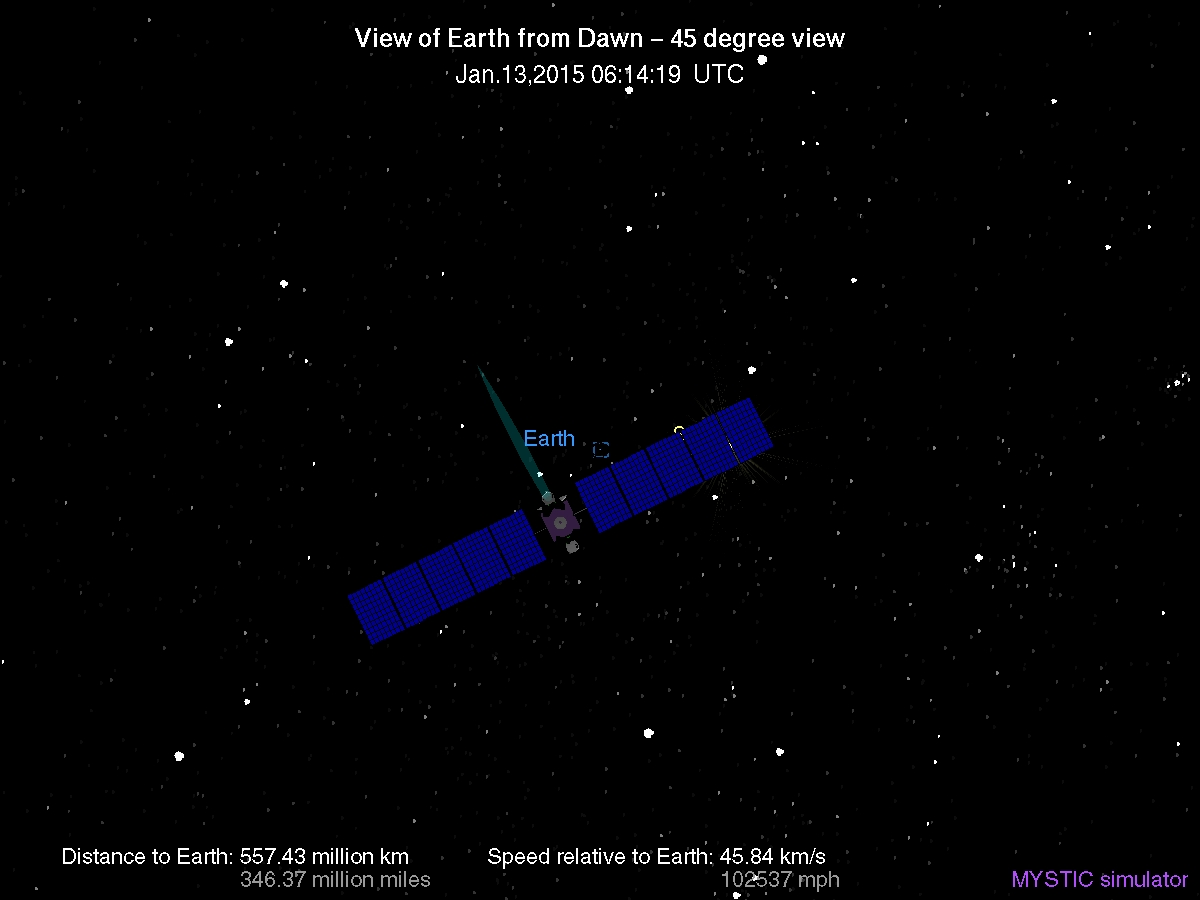 View of Earth from Dawn – 45 degree view
Jan.13,2015 06:14:19 UTC
Earth
Distance to Earth: 557.43 million km
346.37 million miles
Speed relative to Earth: 45.84 km/s
102537 mph
MYSTIC simulator